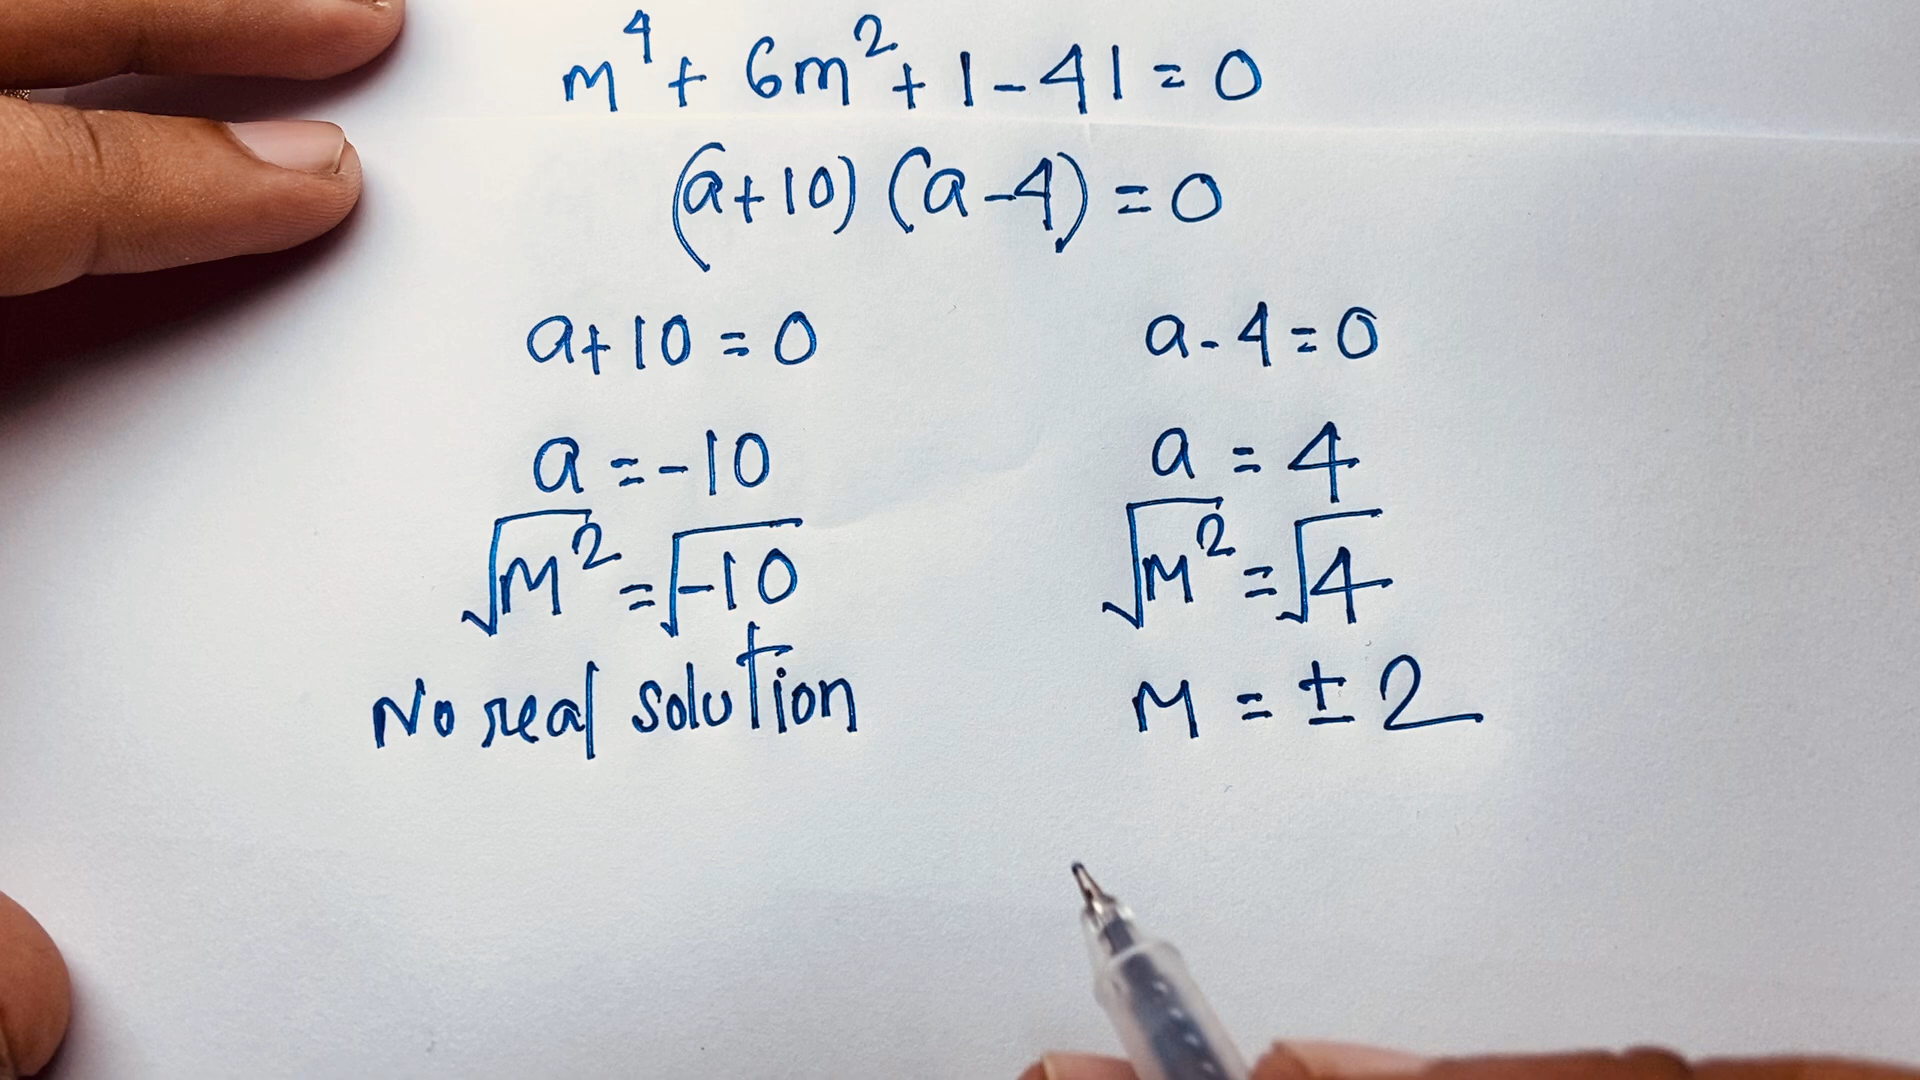 m⁴ + 6m² + 1 - 41 = 0
(a+10) (a-4) = 0
a+10 = 0 a-4 = 0
a = -10 a = 4
√m² = √-10 √m² = √4
No real solution m = ±2